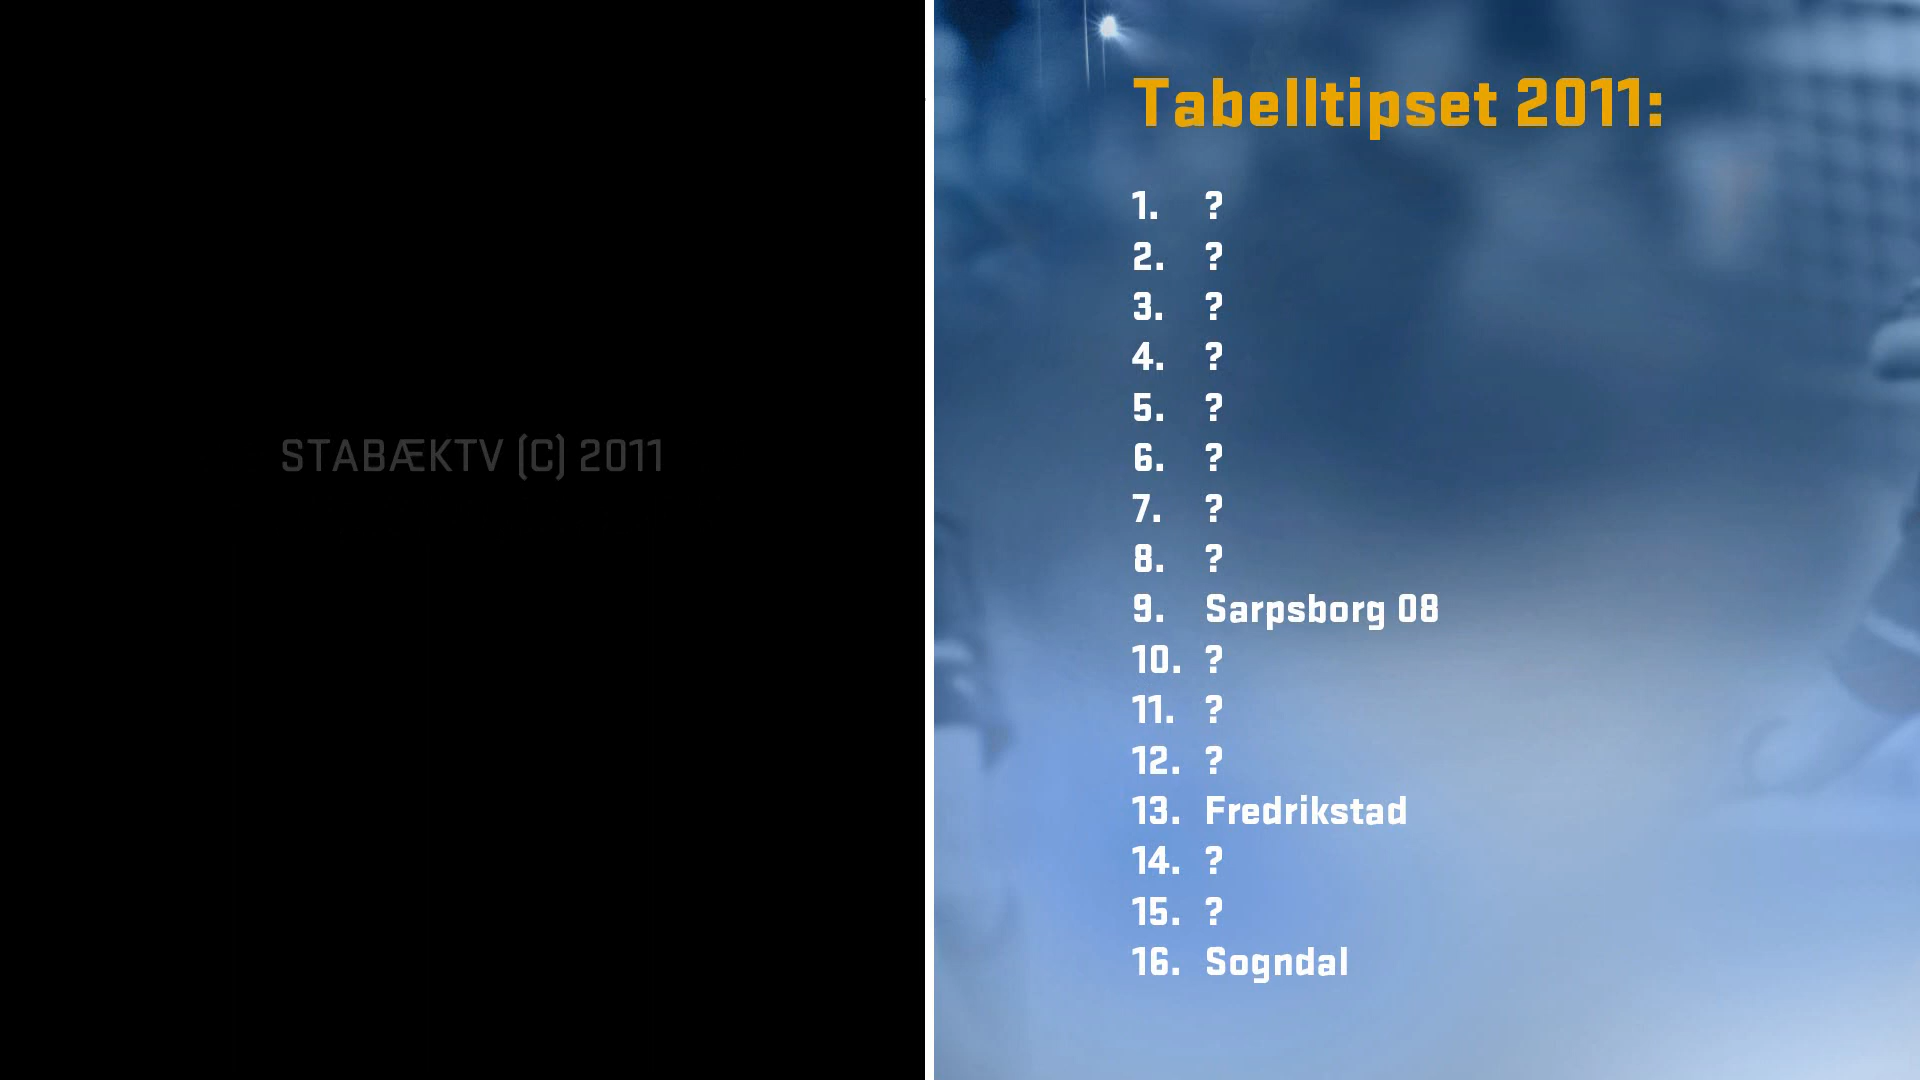 STABÆKTV (C) 2011
Tabelltipset 2011:
1. ?
2. ?
3. ?
4. ?
5. ?
6. ?
7. ?
8. ?
9. Sarpsborg 08
10. ?
11. ?
12. ?
13. Fredrikstad
14. ?
15. ?
16. Sogndal